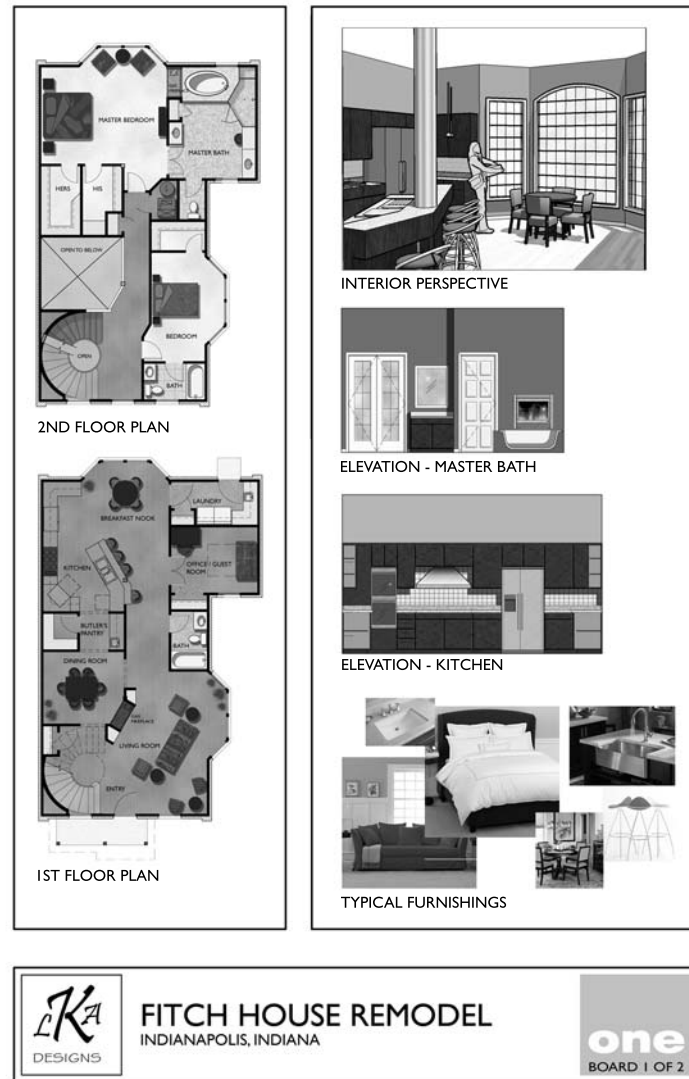 MASTER BEDROOM
MASTER BATH
HERS
HIS
OPEN TO BELOW
BEDROOM
OPEN
BATH
2ND FLOOR PLAN
LAUNDRY
BREAKFAST NOOK
OFFICE / GUEST
ROOM
KITCHEN
BUTLER'S
PANTRY
BATH
DINING ROOM
FIREPLACE
LIVING ROOM
ENTRY
1ST FLOOR PLAN
INTERIOR PERSPECTIVE
ELEVATION - MASTER BATH
ELEVATION - KITCHEN
TYPICAL FURNISHINGS
LKA
DESIGNS
FITCH HOUSE REMODEL
INDIANAPOLIS, INDIANA
one
BOARD 1 OF 2